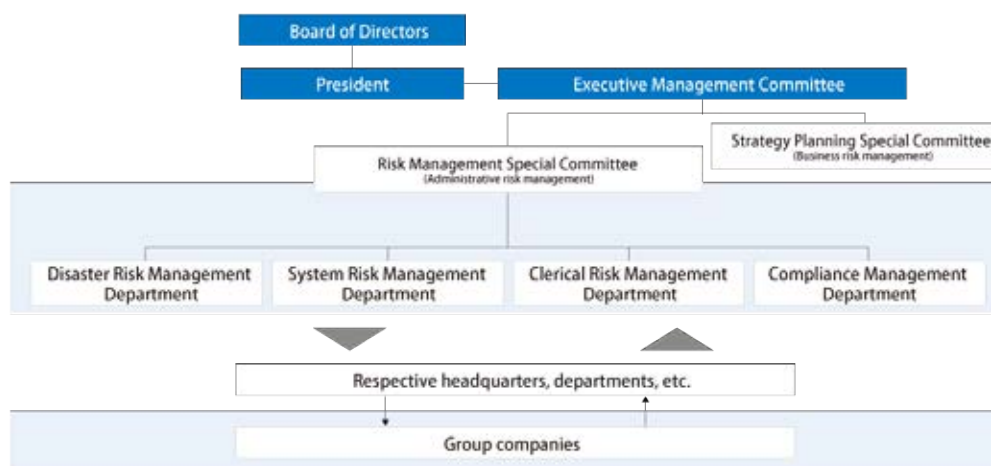 Board of Directors
President
Executive Management Committee
Strategy Planning Special Committee
(Business risk management)
Risk Management Special Committee
(Administrative risk management)
Disaster Risk Management
Department
System Risk Management
Department
Clerical Risk Management
Department
Compliance Management
Department
Respective headquarters, departments, etc.
Group companies